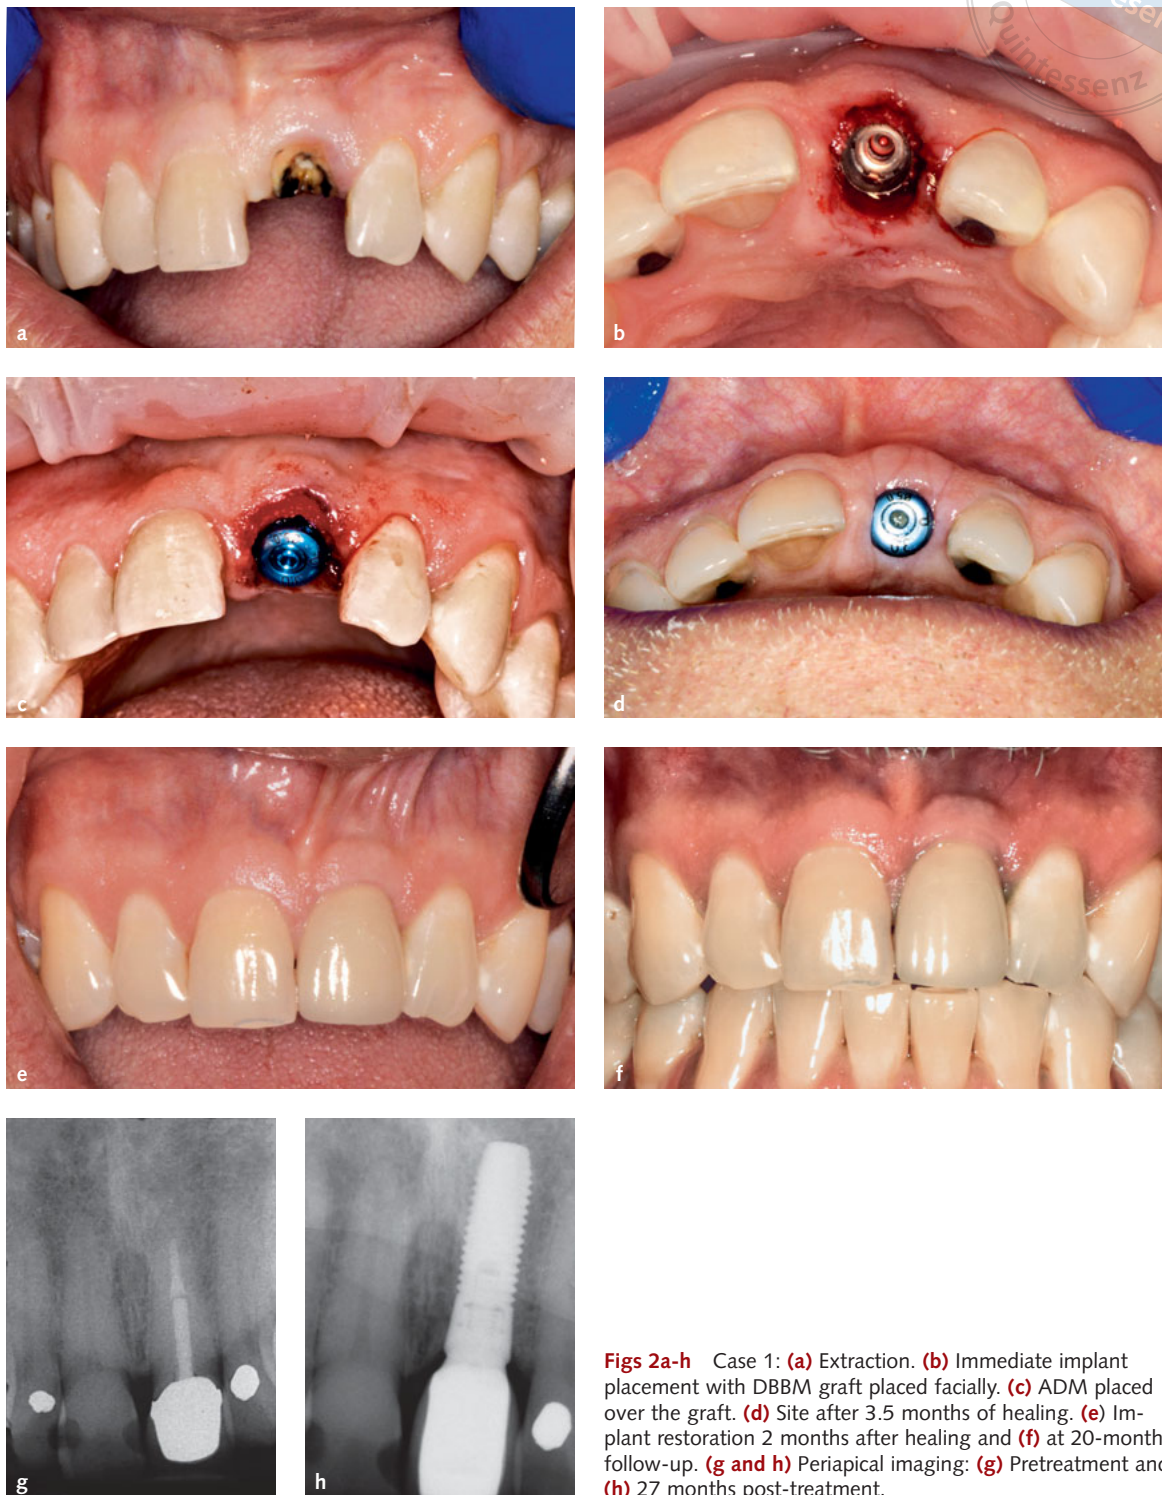 Quintessenz
a
b
c
d
e
f
g
h
Figs 2a-h Case 1: (a) Extraction. (b) Immediate implant
placement with DBBM graft placed facially. (c) ADM placed
over the graft. (d) Site after 3.5 months of healing. (e) Im-
plant restoration 2 months after healing and (f) at 20-month
follow-up. (g and h) Periapical imaging: (g) Pretreatment and
(h) 27 months post-treatment.